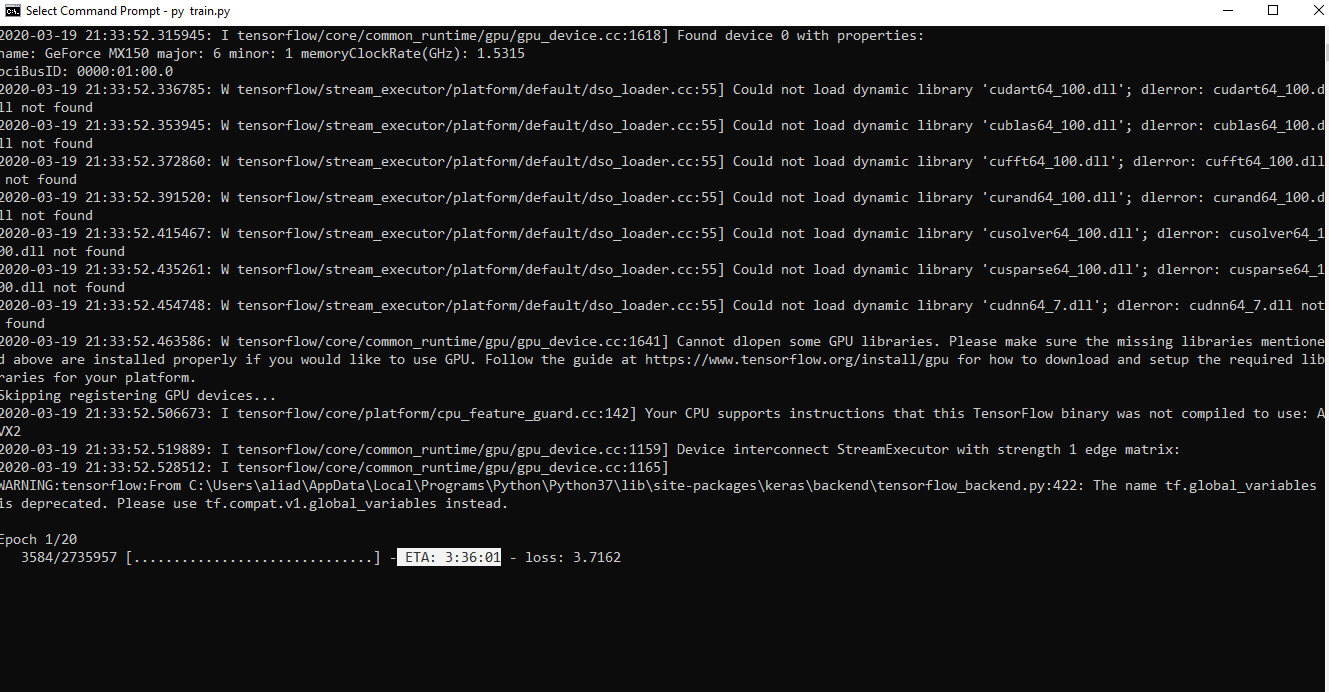 Select Command Prompt - py train.py
2020-03-19 21:33:52.315945: I tensorflow/core/common_runtime/gpu/gpu_device.cc:1618] Found device 0 with properties:
name: GeForce MX150 major: 6 minor: 1 memoryClockRate(GHz): 1.5315
pciBusID: 0000:01:00.0
2020-03-19 21:33:52.336785: W tensorflow/stream_executor/platform/default/dso_loader.cc:55] Could not load dynamic library 'cudart64_100.dll'; dlerror: cudart64_100.d
ll not found
2020-03-19 21:33:52.353945: W tensorflow/stream_executor/platform/default/dso_loader.cc:55] Could not load dynamic library 'cublas64_100.dll'; dlerror: cublas64_100.d
ll not found
2020-03-19 21:33:52.372860: W tensorflow/stream_executor/platform/default/dso_loader.cc:55] Could not load dynamic library 'cufft64_100.dll'; dlerror: cufft64_100.dll
not found
2020-03-19 21:33:52.391520: W tensorflow/stream_executor/platform/default/dso_loader.cc:55] Could not load dynamic library 'curand64_100.dll'; dlerror: curand64_100.d
ll not found
2020-03-19 21:33:52.415467: W tensorflow/stream_executor/platform/default/dso_loader.cc:55] Could not load dynamic library 'cusolver64_100.dll'; dlerror: cusolver64_1
00.dll not found
2020-03-19 21:33:52.435261: W tensorflow/stream_executor/platform/default/dso_loader.cc:55] Could not load dynamic library 'cusparse64_100.dll'; dlerror: cusparse64_1
00.dll not found
2020-03-19 21:33:52.454748: W tensorflow/stream_executor/platform/default/dso_loader.cc:55] Could not load dynamic library 'cudnn64_7.dll'; dlerror: cudnn64_7.dll not
found
2020-03-19 21:33:52.463586: W tensorflow/core/common_runtime/gpu/gpu_device.cc:1641] Cannot dlopen some GPU libraries. Please make sure the missing libraries mentione
d above are installed properly if you would like to use GPU. Follow the guide at https://www.tensorflow.org/install/gpu for how to download and setup the required lib
raries for your platform.
Skipping registering GPU devices...
2020-03-19 21:33:52.506673: I tensorflow/core/platform/cpu_feature_guard.cc:142] Your CPU supports instructions that this TensorFlow binary was not compiled to use: A
VX2
2020-03-19 21:33:52.519889: I tensorflow/core/common_runtime/gpu/gpu_device.cc:1159] Device interconnect StreamExecutor with strength 1 edge matrix:
2020-03-19 21:33:52.528512: I tensorflow/core/common_runtime/gpu/gpu_device.cc:1165]
WARNING:tensorflow:From C:\Users\aliad\AppData\Local\Programs\Python\Python37\lib\site-packages\keras\backend\tensorflow_backend.py:422: The name tf.global_variables
is deprecated. Please use tf.compat.v1.global_variables instead.
Epoch 1/20
3584/2735957 [..............................] - ETA: 3:36:01 - loss: 3.7162